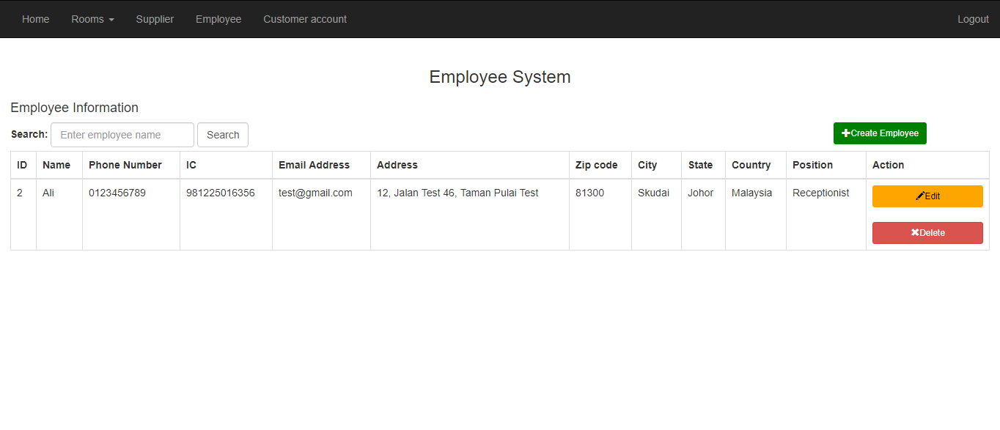 Home Rooms Supplier Employee Customer account Logout
Employee System
Employee Information
Search: Enter employee name Search Create Employee
ID Name Phone Number IC Email Address Address Zip code City State Country Position Action
2 Ali 0123456789 981225016356 test@gmail.com 12, Jalan Test 46, Taman Pulai Test 81300 Skudai Johor Malaysia Receptionist Edit
Delete